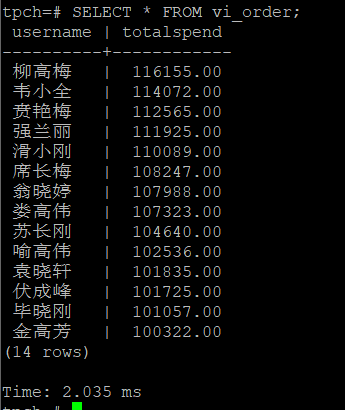 tpch=# SELECT * FROM vi_order;
 username | totalspend
----------+------------
 柳高梅   |  116155.00
 韦小全   |  114072.00
 贲艳梅   |  112565.00
 强兰丽   |  111925.00
 滑小刚   |  110089.00
 席长梅   |  108247.00
 翁晓婷   |  107988.00
 娄高伟   |  107323.00
 苏长刚   |  104640.00
 喻高伟   |  102536.00
 袁晓轩   |  101835.00
 伏成峰   |  101725.00
 毕晓刚   |  101057.00
 金高芳   |  100322.00
(14 rows)
Time: 2.035 ms
tpch=#